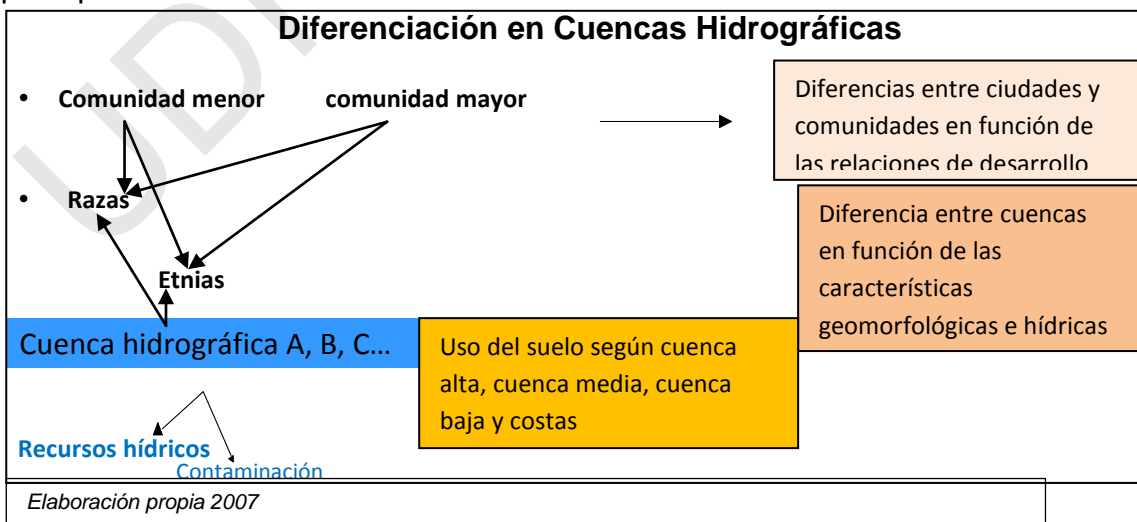 Diferenciación en Cuencas Hidrográficas
• Comunidad menor comunidad mayor
Diferencias entre ciudades y
comunidades en función de
las relaciones de desarrollo
• Razas
Diferencia entre cuencas
en función de las
características
geomorfológicas e hídricas
Etnias
Cuenca hidrográfica A, B, C...
Uso del suelo según cuenca
alta, cuenca media, cuenca
baja y costas
Recursos hídricos
Contaminación
Elaboración propia 2007